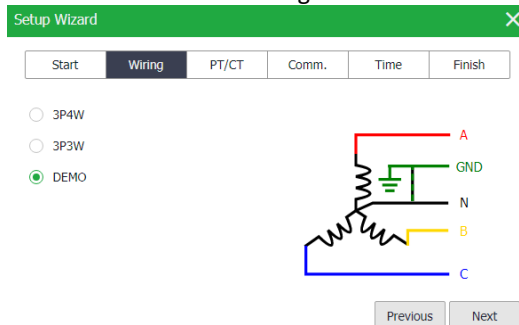 Setup Wizard
Start Wiring PT/CT Comm. Time Finish
3P4W
3P3W
DEMO
A
GND
N
B
C
Previous Next